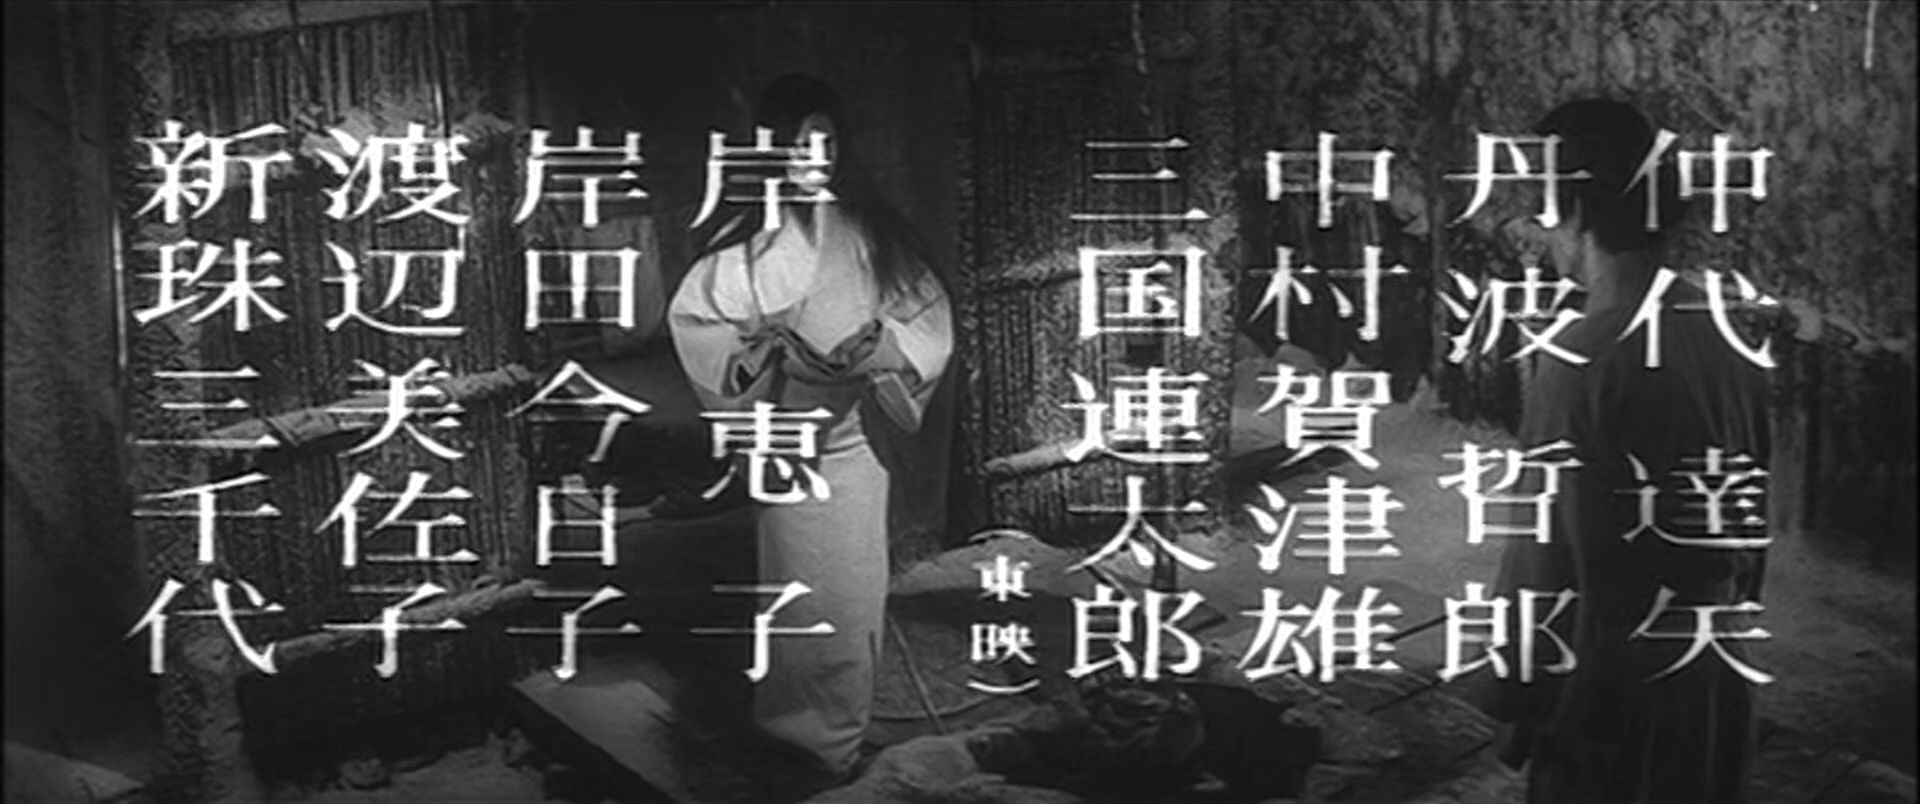 仲代達矢
丹波哲郎
中村賀津雄
三国連太郎
（東映）
岸恵子
岸田今日子
渡辺美佐子
新珠三千代